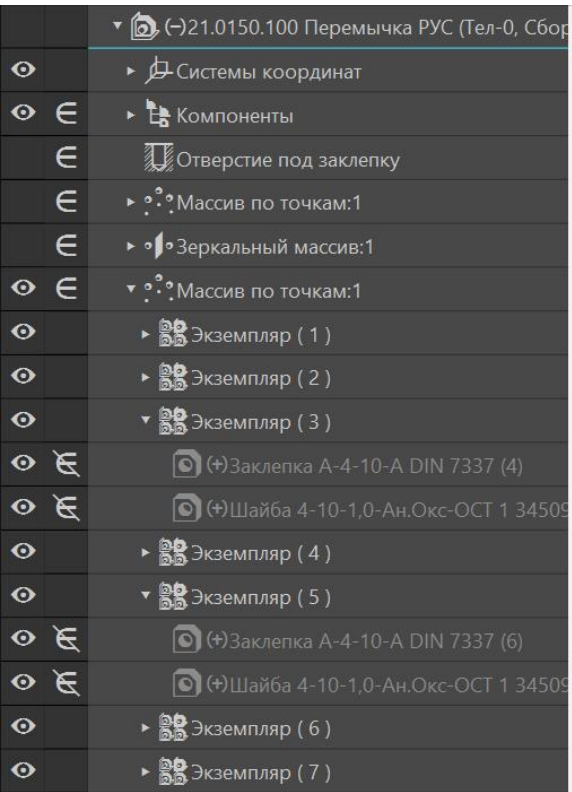 (-)21.0150.100 Перемычка РУС (Тел-0, Сбор
Системы координат
Компоненты
Отверстие под заклепку
Массив по точкам:1
Зеркальный массив:1
Массив по точкам:1
Экземпляр ( 1 )
Экземпляр ( 2 )
Экземпляр ( 3 )
(+)Заклепка А-4-10-А DIN 7337 (4)
(+)Шайба 4-10-1,0-Ан.Окс-ОСТ 1 34509
Экземпляр ( 4 )
Экземпляр ( 5 )
(+)Заклепка А-4-10-А DIN 7337 (6)
(+)Шайба 4-10-1,0-Ан.Окс-ОСТ 1 34509
Экземпляр ( 6 )
Экземпляр ( 7 )